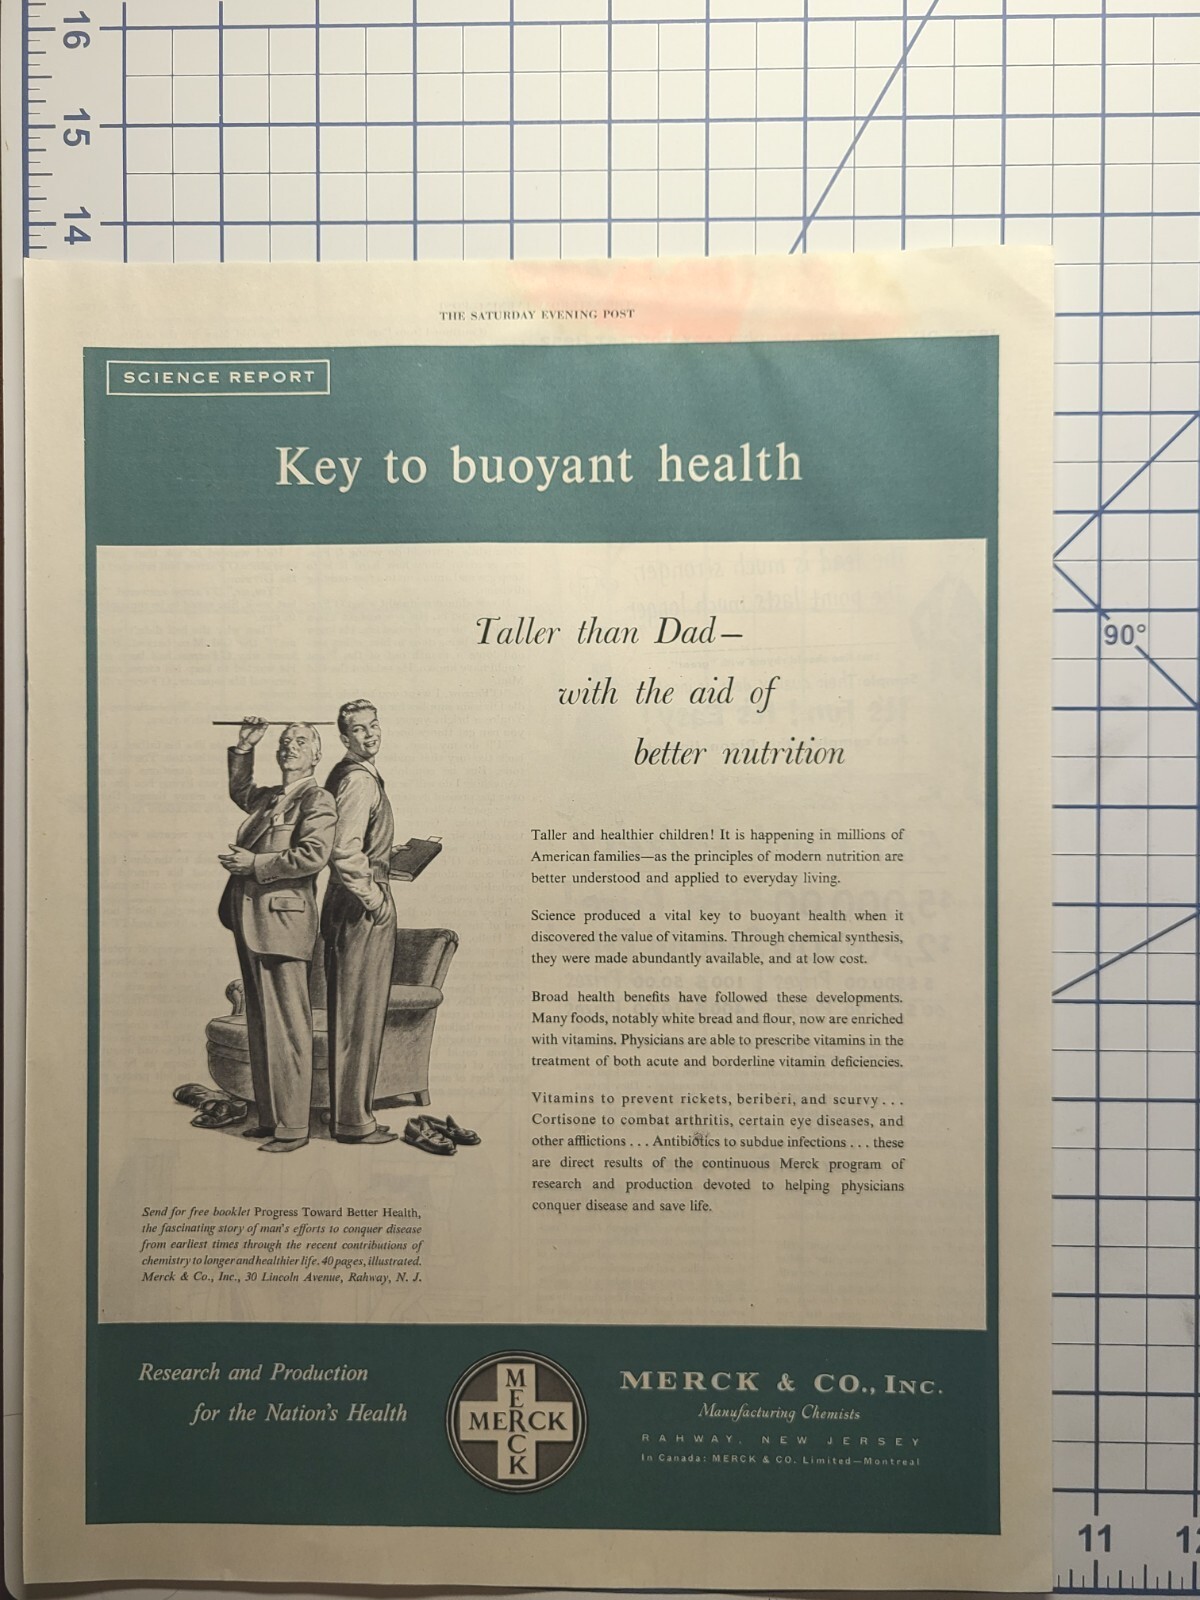 16
15
14
THE SATURDAY EVENING POST
SCIENCE REPORT
Key to buoyant health
Taller than Dad—
with the aid of
better nutrition
Taller and healthier children! It is happening in millions of
American families—as the principles of modern nutrition are
better understood and applied to everyday living.
Science produced a vital key to buoyant health when it
discovered the value of vitamins. Through chemical synthesis,
they were made abundantly available, and at low cost.
Broad health benefits have followed these developments.
Many foods, notably white bread and flour, now are enriched
with vitamins. Physicians are able to prescribe vitamins in the
treatment of both acute and borderline vitamin deficiencies.
Vitamins to prevent rickets, beriberi, and scurvy . . .
Cortisone to combat arthritis, certain eye diseases, and
other afflictions . . . Antibiotics to subdue infections . . . these
are direct results of the continuous Merck program of
research and production devoted to helping physicians
conquer disease and save life.
Send for free booklet Progress Toward Better Health,
the fascinating story of man's efforts to conquer disease
from earliest times through the recent contributions of
chemistry to longer and healthier life. 40 pages, illustrated.
Merck & Co., Inc., 30 Lincoln Avenue, Rahway, N. J.
Research and Production
for the Nation's Health
MERCK
MERCK
MERCK & CO., INC.
Manufacturing Chemists
RAHWAY, NEW JERSEY
In Canada: MERCK & CO. Limited—Montreal
90°
11
12